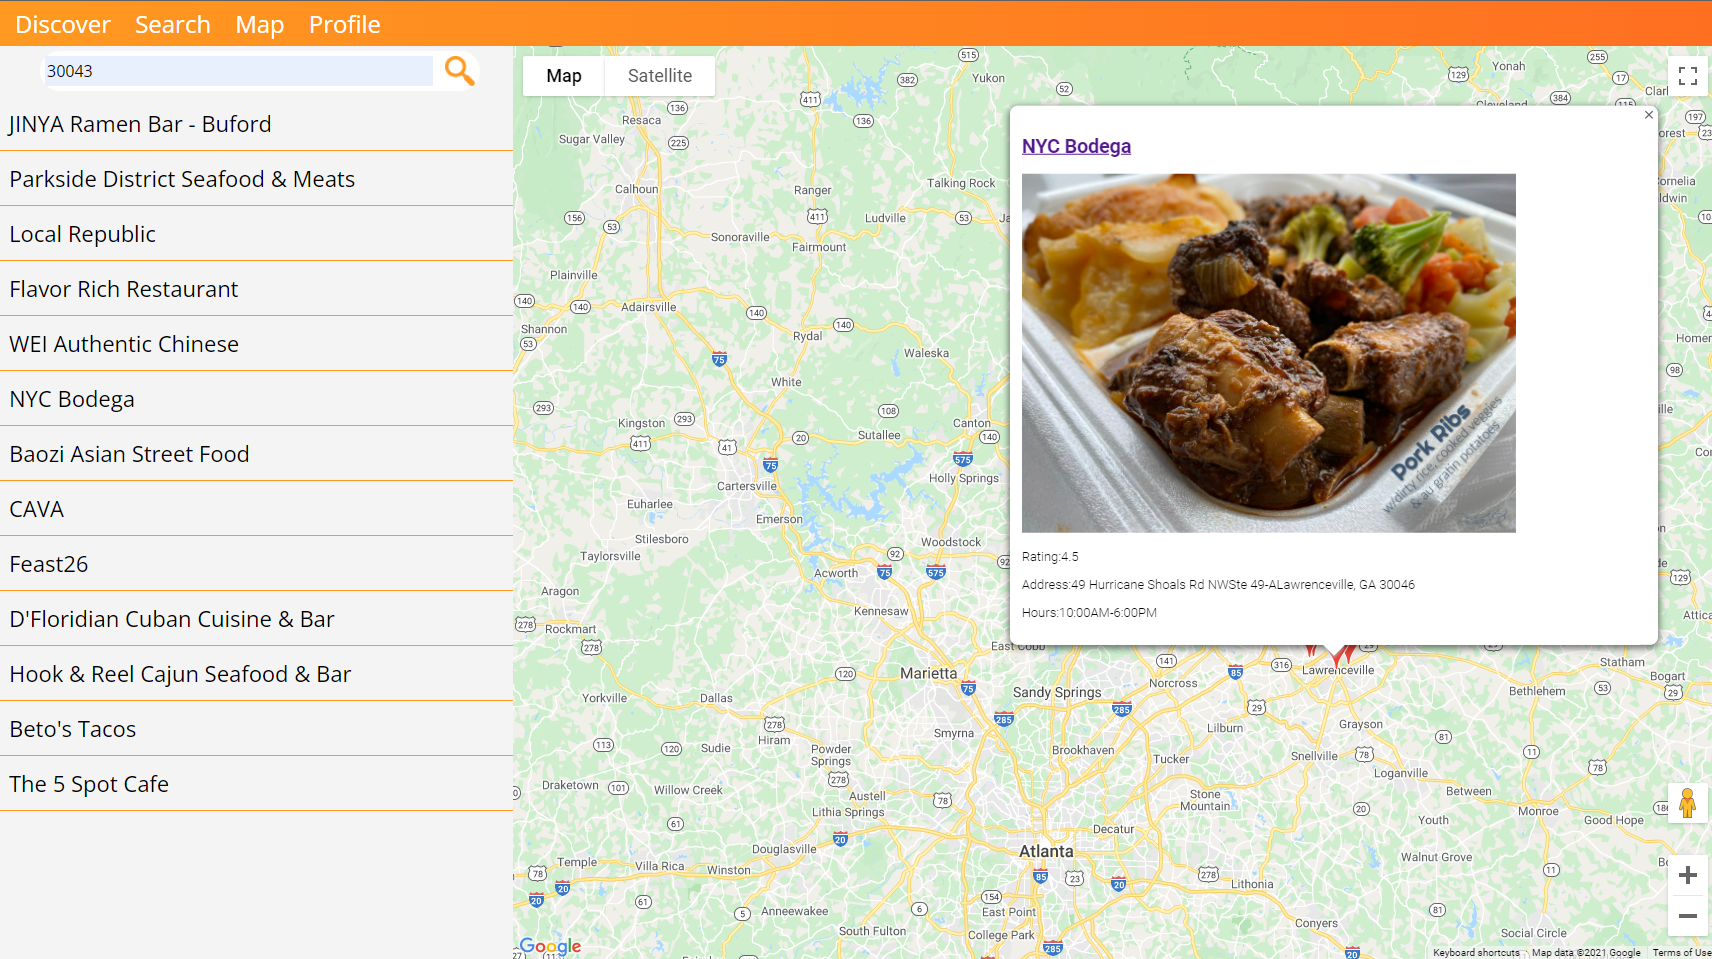 Discover Search Map Profile
30043
JINYA Ramen Bar - Buford
Parkside District Seafood & Meats
Local Republic
Flavor Rich Restaurant
WEI Authentic Chinese
NYC Bodega
Baozi Asian Street Food
CAVA
Feast26
D'Floridian Cuban Cuisine & Bar
Hook & Reel Cajun Seafood & Bar
Beto's Tacos
The 5 Spot Cafe
Map Satellite
NYC Bodega
Pork Ribs
w/dirty rice, cooked veggies
& au gratin potatoes
Rating:4.5
Address:49 Hurricane Shoals Rd NWSte 49-ALawrenceville, GA 30046
Hours:10:00AM-6:00PM
Yukon
Yonah
Resaca
Sugar Valley
Cleveland
Calhoun
Ranger
Talking Rock
Ludville
Sonoraville
Fairmount
Plainville
Adairsville
Shannon
Rydal
Waleska
White
Kingston
Sutallee
Canton
Holly Springs
Cartersville
Euharlee
Emerson
Stilesboro
Woodstock
Taylorsville
Acworth
Aragon
Kennesaw
Rockmart
East Cobb
Marietta
Sandy Springs
Norcross
Lawrenceville
Statham
Bogart
Bethlehem
Yorkville
Dallas
Smyrna
Lilburn
Grayson
Hiram
Sudie
Powder
Springs
Brookhaven
Tucker
Snellville
Loganville
Draketown
Willow Creek
Austell
Lithia Springs
Stone
Mountain
Between
Monroe
Youth
Good Hope
Decatur
Atlanta
Douglasville
Temple
Villa Rica
Winston
Walnut Grove
Lithonia
Anneewakee
East Point
South Fulton
College Park
Conyers
Social Circle
Google
Keyboard shortcuts Map data ©2021 Google Terms of Use